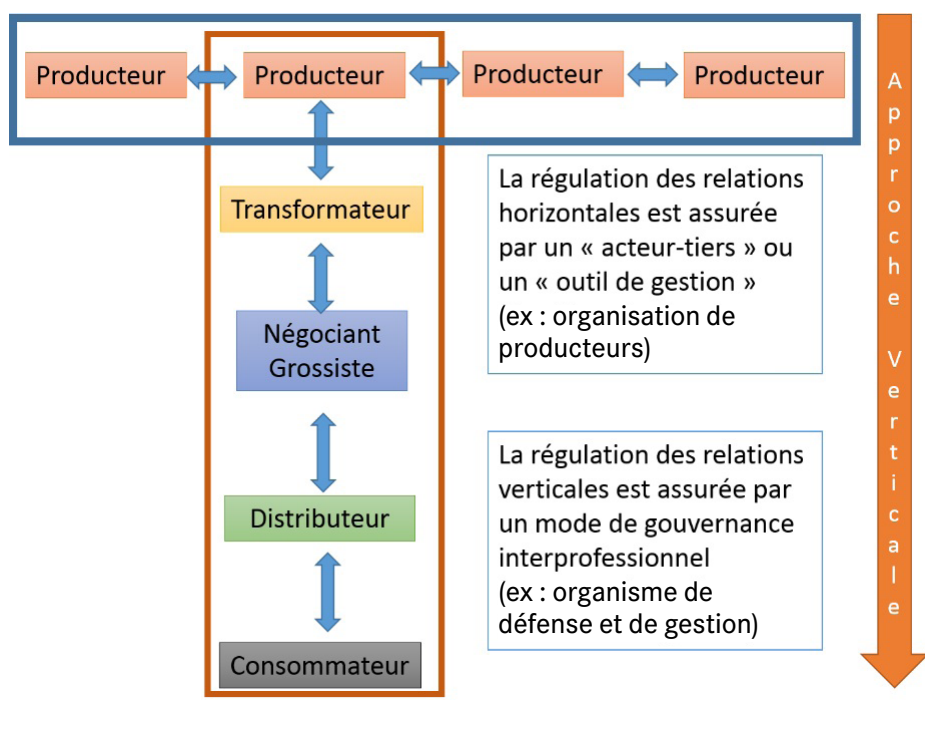 Producteur
Producteur
Producteur
Producteur
Transformateur
Négociant
Grossiste
Distributeur
Consommateur
La régulation des relations
horizontales est assurée
par un « acteur-tiers » ou
un « outil de gestion »
(ex : organisation de
producteurs)
La régulation des relations
verticales est assurée par
un mode de gouvernance
interprofessionnel
(ex : organisme de
défense et de gestion)
Approche Verticale